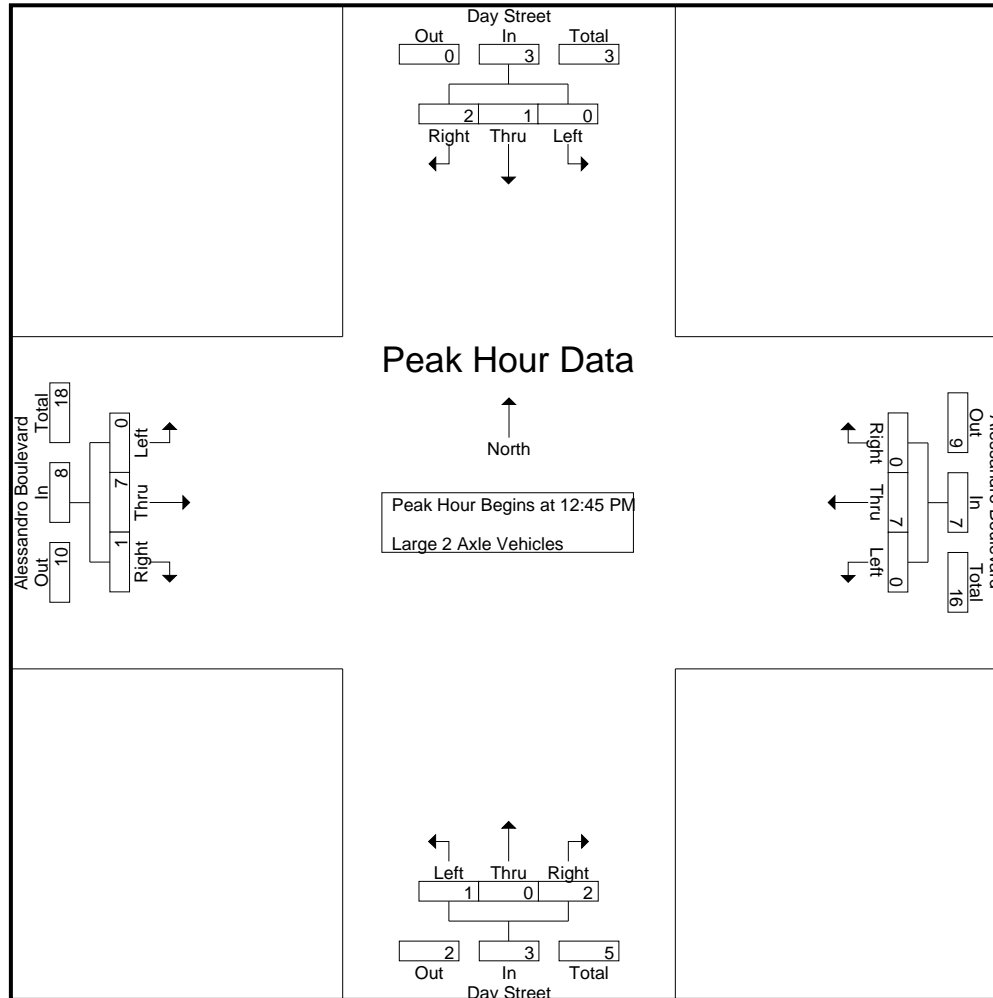 Day Street
Out In Total
0 3 3
2 1 0
Right Thru Left
Peak Hour Data
North
Peak Hour Begins at 12:45 PM
Large 2 Axle Vehicles
Alessandro Boulevard
Total In Out
18 8 10
0 7 1
Left Thru Right
Right Thru Left
0 7 0
9 7 16
Out In Total
Left Thru Right
1 0 2
2 3 5
Out In Total
Day Street